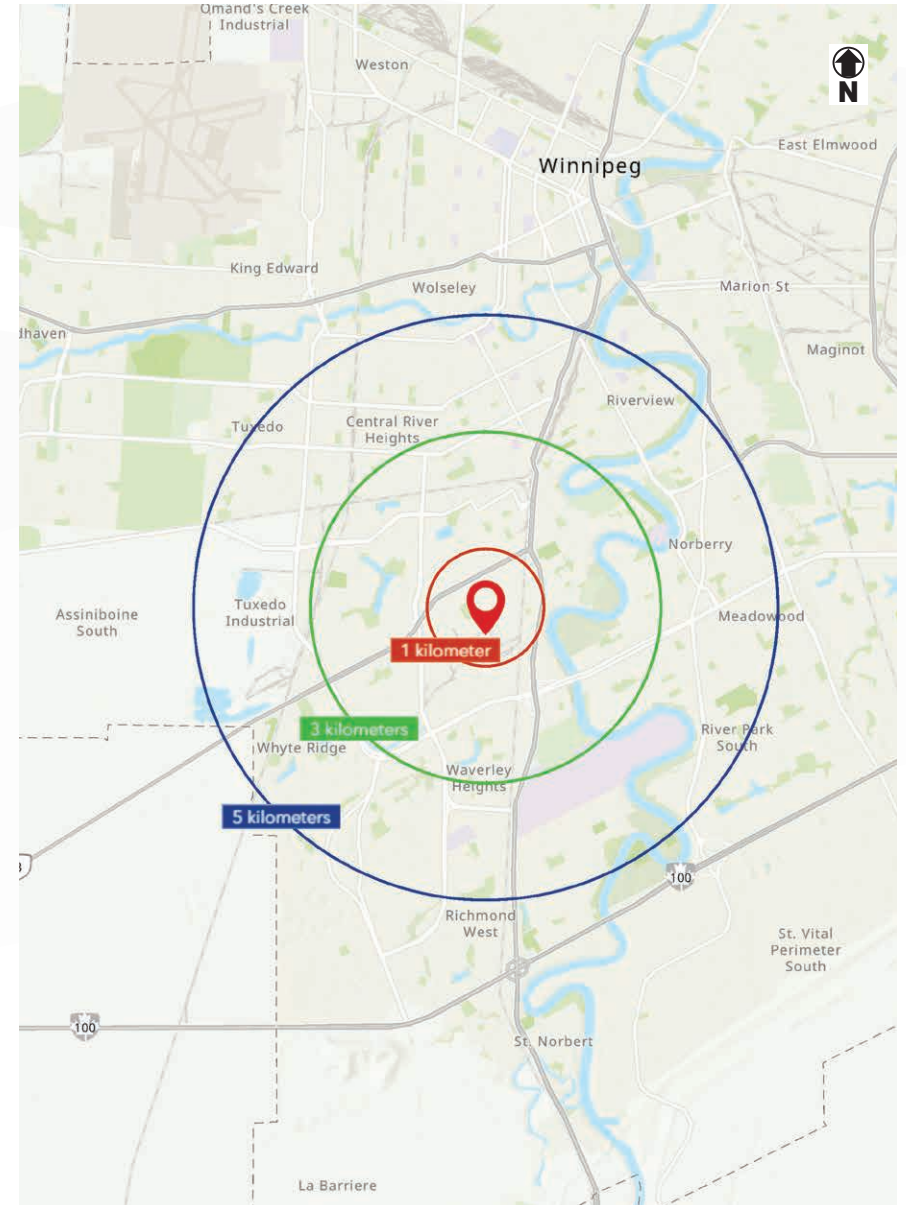 Omand's Creek
Industrial
Weston
N
East Elmwood
Winnipeg
King Edward
Wolseley
Marion St
dhaven
Maginot
Riverview
Tuxedo
Central River
Heights
Norberry
Assiniboine
South
Tuxedo
Industrial
Meadowood
1 kilometer
3 kilometers
River Park
South
Whyte Ridge
Waverley
Heights
5 kilometers
3
100
Richmond
West
St. Vital
Perimeter
South
100
St. Norbert
La Barriere